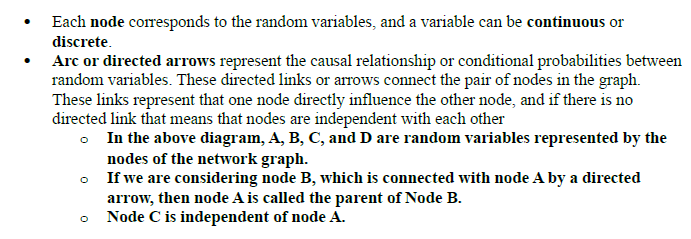 • Each node corresponds to the random variables, and a variable can be continuous or
discrete.
• Arc or directed arrows represent the causal relationship or conditional probabilities between
random variables. These directed links or arrows connect the pair of nodes in the graph.
These links represent that one node directly influence the other node, and if there is no
directed link that means that nodes are independent with each other
o In the above diagram, A, B, C, and D are random variables represented by the
nodes of the network graph.
o If we are considering node B, which is connected with node A by a directed
arrow, then node A is called the parent of Node B.
o Node C is independent of node A.